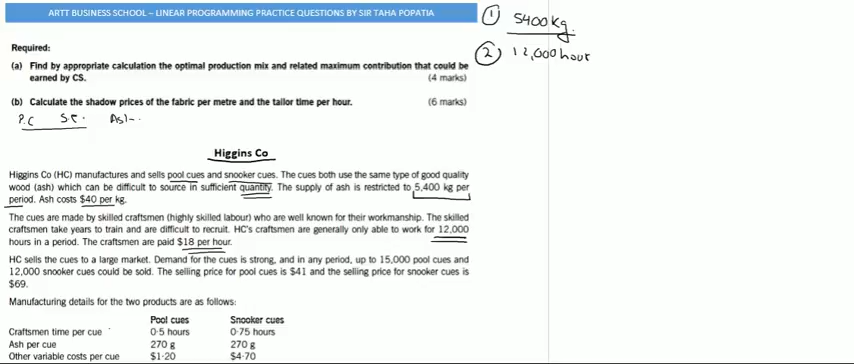 ARTT BUSINESS SCHOOL – LINEAR PROGRAMMING PRACTICE QUESTIONS BY SIR TAHA POPATIA
① 5400kg.
② 12,000 hour
Required:
(a) Find by appropriate calculation the optimal production mix and related maximum contribution that could be
earned by CS. (4 marks)
(b) Calculate the shadow prices of the fabric per metre and the tailor time per hour. (6 marks)
P.C S.C.
Higgins Co
Higgins Co (HC) manufactures and sells pool cues and snooker cues. The cues both use the same type of good quality
wood (ash) which can be difficult to source in sufficient quantity. The supply of ash is restricted to 5,400 kg per
period. Ash costs $40 per kg.
The cues are made by skilled craftsmen (highly skilled labour) who are well known for their workmanship. The skilled
craftsmen take years to train and are difficult to recruit. HC's craftsmen are generally only able to work for 12,000
hours in a period. The craftsmen are paid $18 per hour.
HC sells the cues to a large market. Demand for the cues is strong, and in any period, up to 15,000 pool cues and
12,000 snooker cues could be sold. The selling price for pool cues is $41 and the selling price for snooker cues is
$69.
Manufacturing details for the two products are as follows:
Pool cues Snooker cues
Craftsmen time per cue 0·5 hours 0·75 hours
Ash per cue 270 g 270 g
Other variable costs per cue $1·20 $4·70